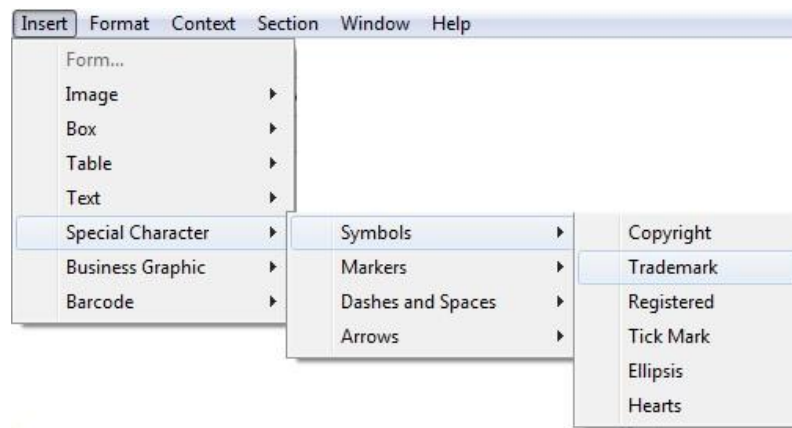 Insert Format Context Section Window Help
Form...
Image
Box
Table
Text
Special Character
Business Graphic
Barcode
Symbols
Markers
Dashes and Spaces
Arrows
Copyright
Trademark
Registered
Tick Mark
Ellipsis
Hearts